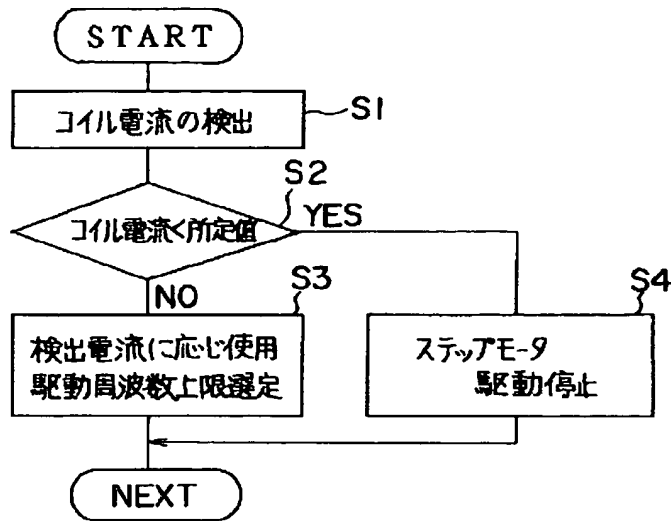 START
コイル電流の検出
S1
S2
コイル電流<所定値
YES
NO
S3
検出電流に応じ使用
駆動周波数上限選定
S4
ステップモータ
駆動停止
NEXT